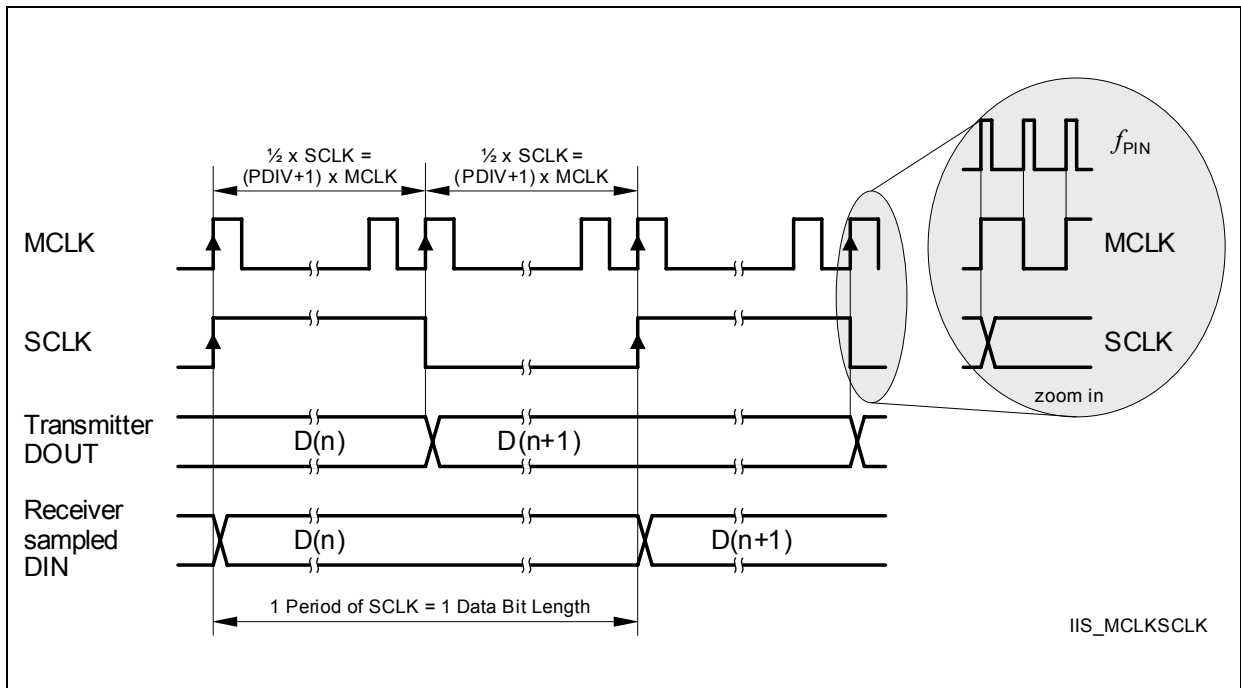 ½ x SCLK =
(PDIV+1) x MCLK
½ x SCLK =
(PDIV+1) x MCLK
fPIN
MCLK
MCLK
SCLK
SCLK
zoom in
Transmitter
DOUT
D(n)
D(n+1)
Receiver
sampled
DIN
D(n)
D(n+1)
1 Period of SCLK = 1 Data Bit Length
IIS_MCLKSCLK